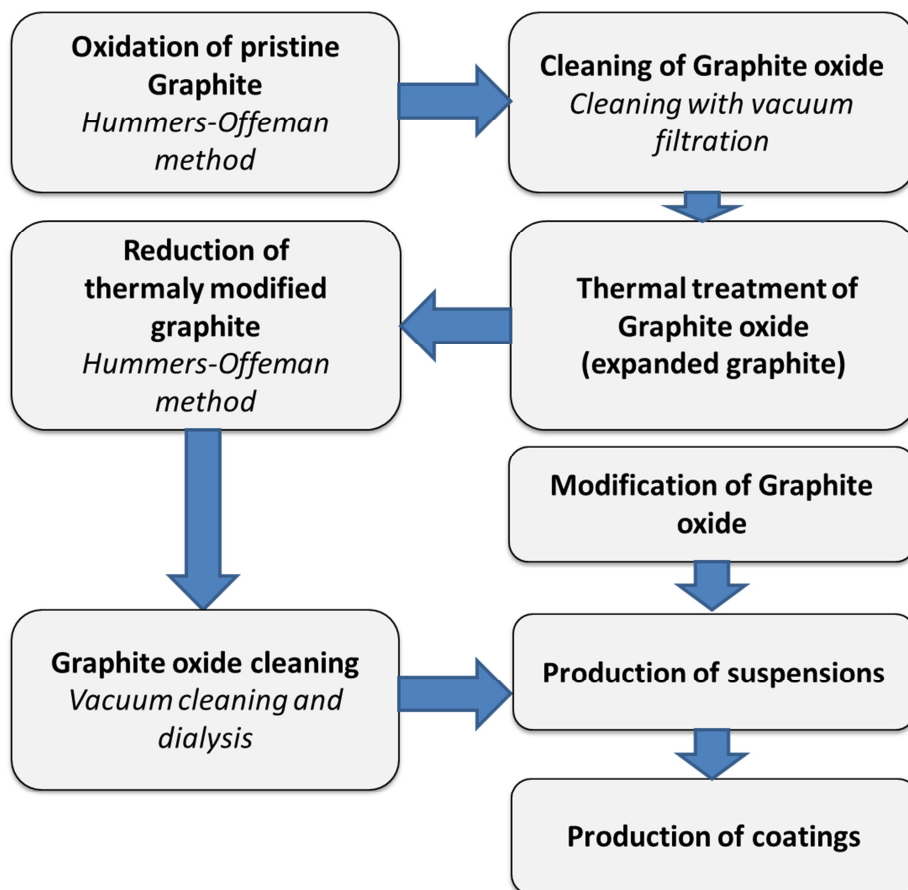 Oxidation of pristine
Graphite
Hummers-Offeman
method
Cleaning of Graphite oxide
Cleaning with vacuum
filtration
Reduction of
thermaly modified
graphite
Hummers-Offeman
method
Thermal treatment of
Graphite oxide
(expanded graphite)
Modification of Graphite
oxide
Graphite oxide cleaning
Vacuum cleaning and
dialysis
Production of suspensions
Production of coatings